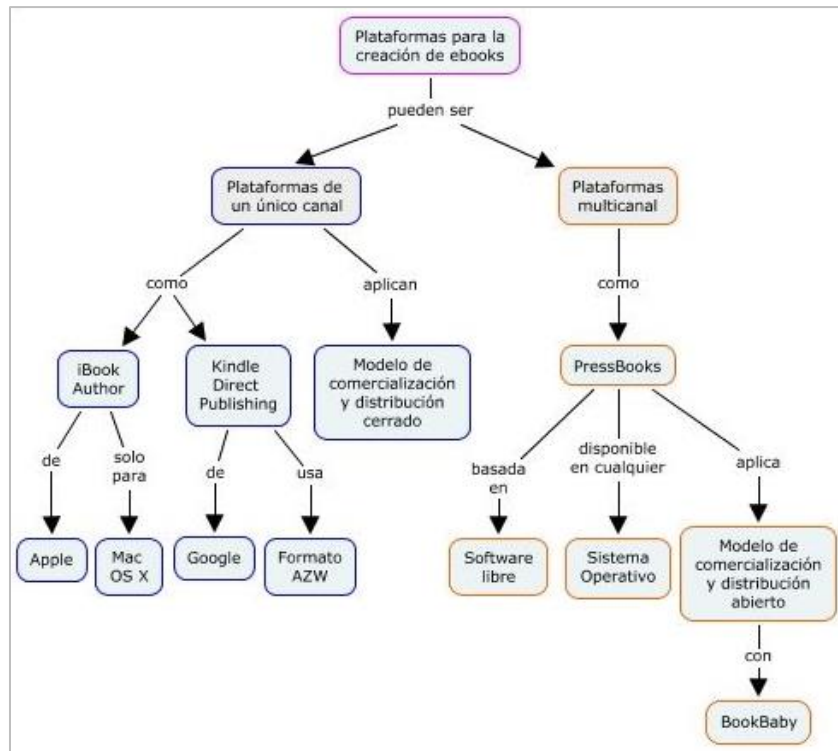 Plataformas para la
creación de ebooks
pueden ser
Plataformas de
un único canal
Plataformas
multicanal
como
aplican
como
iBook
Author
Kindle
Direct
Publishing
Modelo de
comercialización
y distribución
cerrado
PressBooks
de
solo
para
de
usa
basada
en
disponible
en cualquier
aplica
Apple
Mac
OS X
Google
Formato
AZW
Software
libre
Sistema
Operativo
Modelo de
comercialización
y distribución
abierto
con
BookBaby